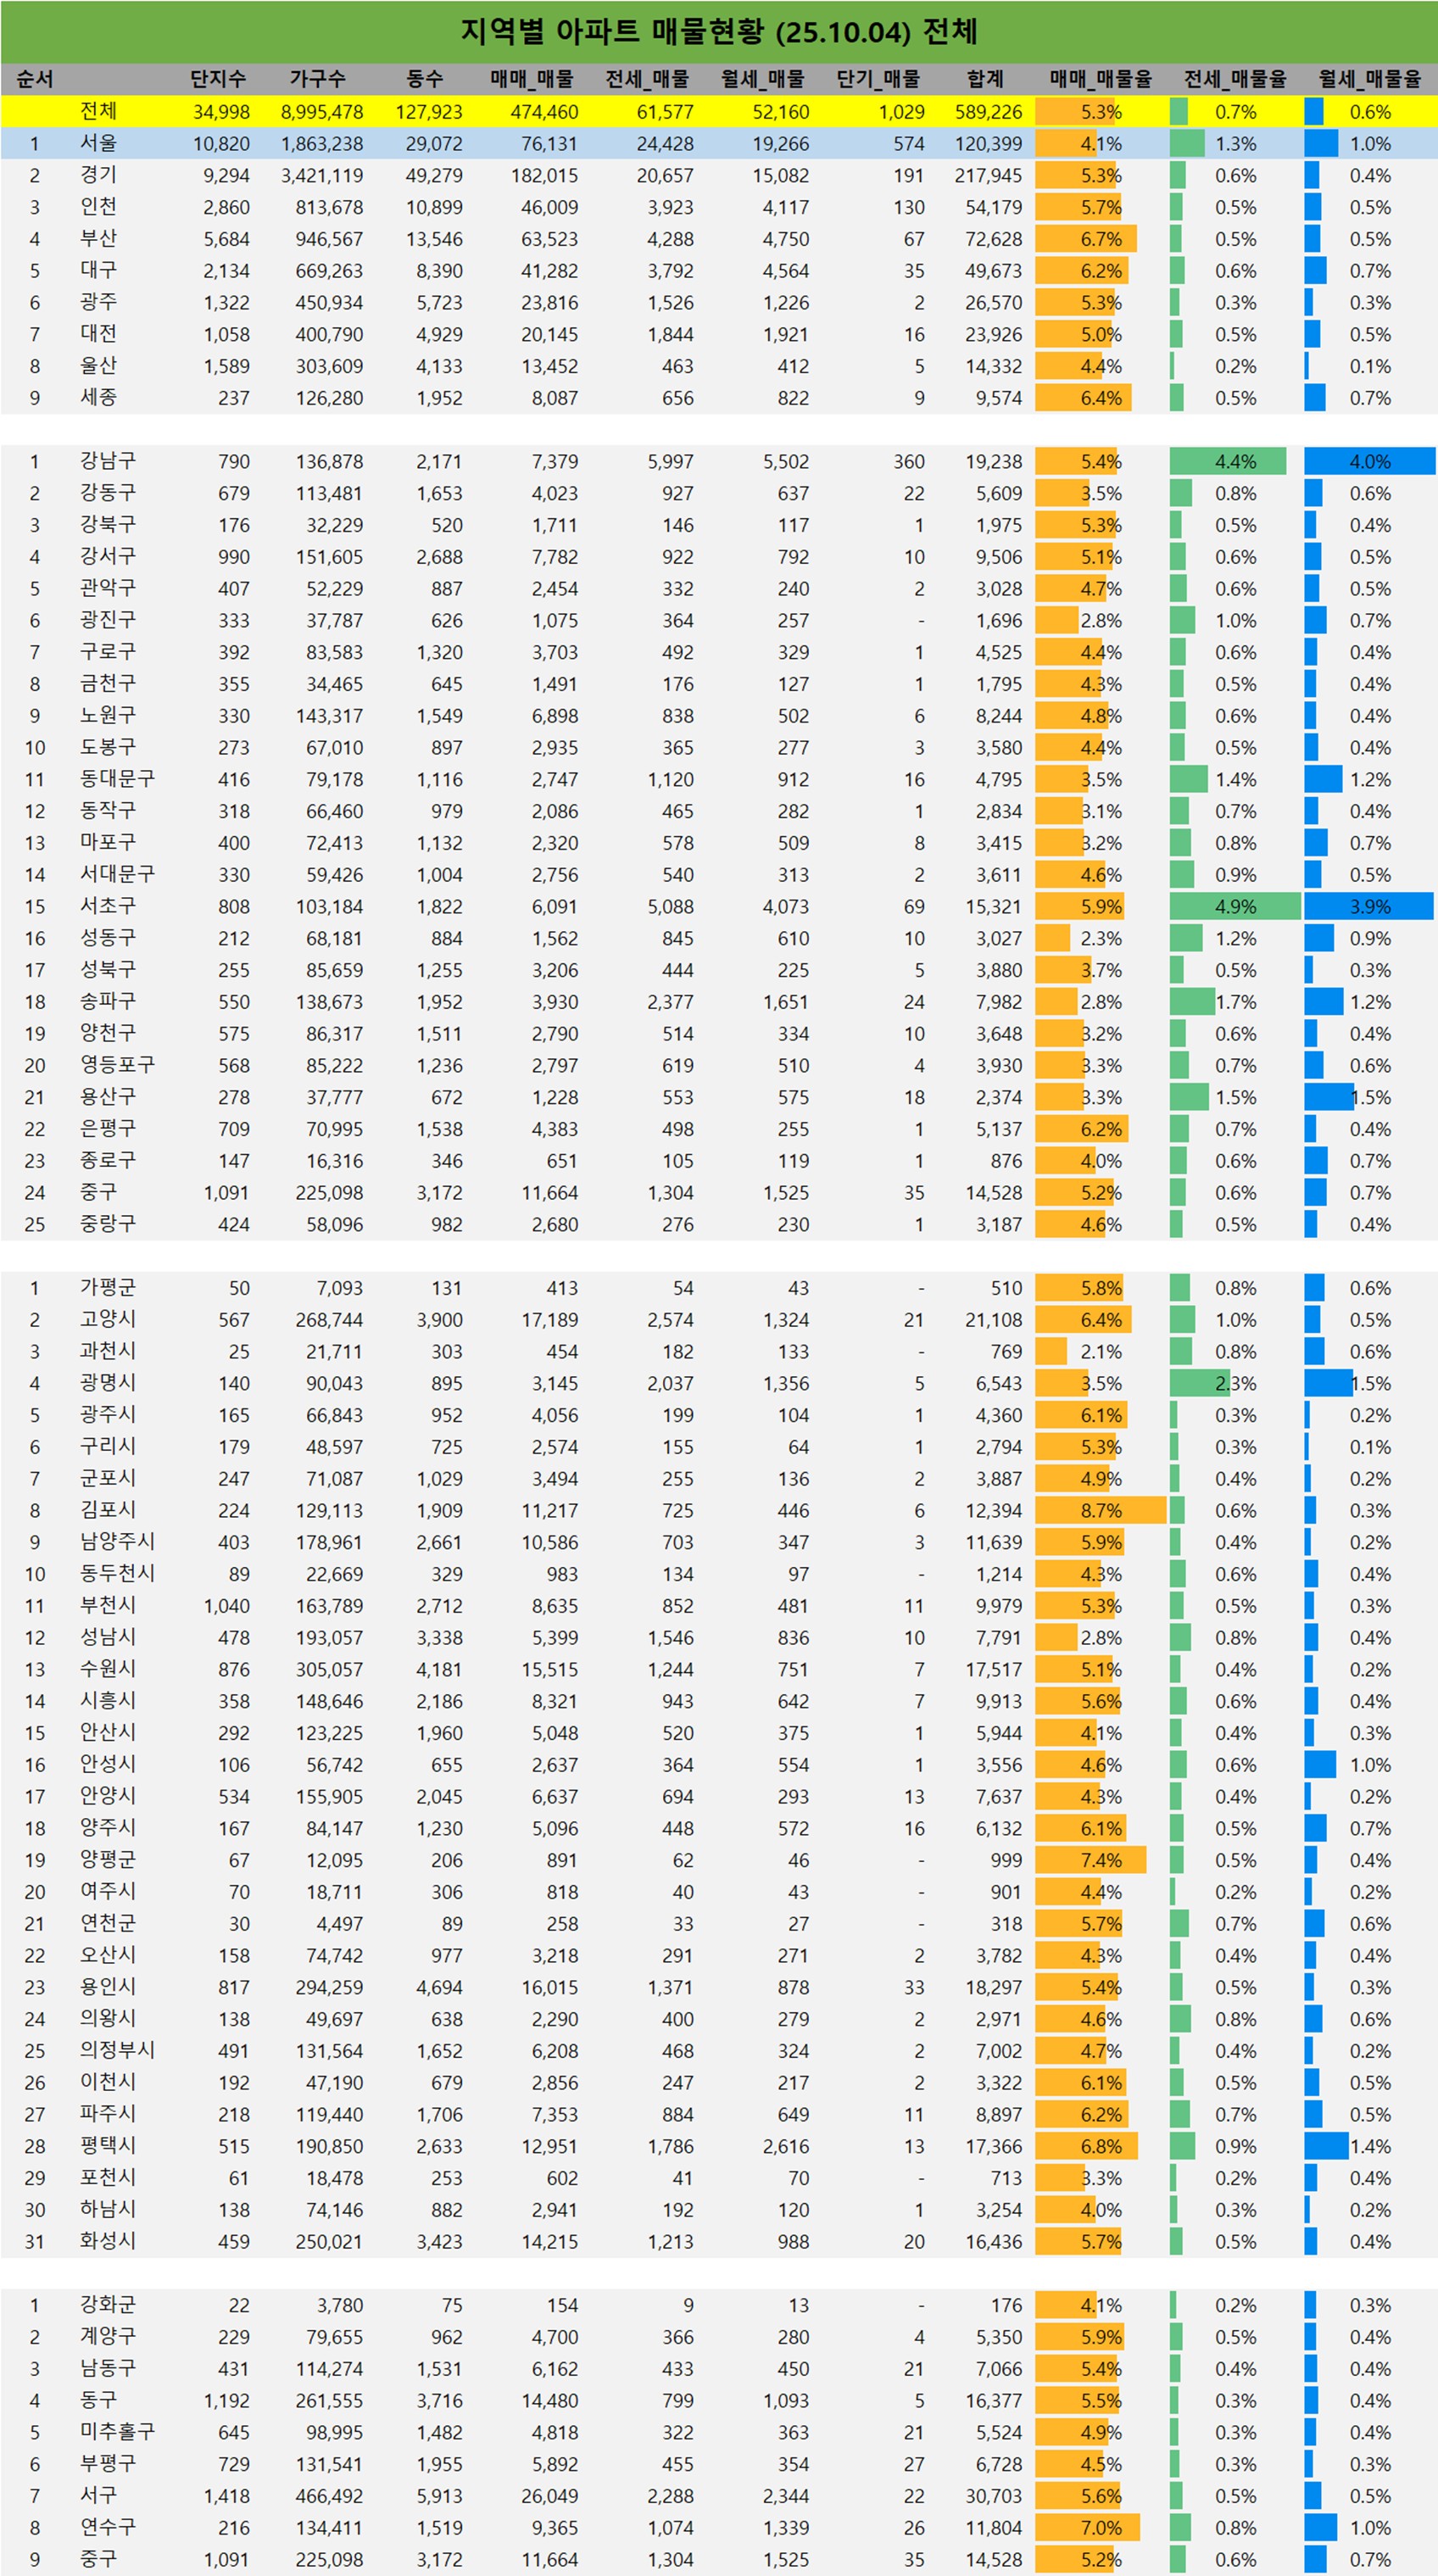 지역별 아파트 매물현황 (25.10.04) 전체
순서 단지수 가구수 동수 매매_매물 전세_매물 월세_매물 단기_매물 합계 매매_매물율 전세_매물율 월세_매물율
전체 34,998 8,995,478 127,923 474,460 61,577 52,160 1,029 589,226 5.3% 0.7% 0.6%
1 서울 10,820 1,863,238 29,072 76,131 24,428 19,266 574 120,399 4.1% 1.3% 1.0%
2 경기 9,294 3,421,119 49,279 182,015 20,657 15,082 191 217,945 5.3% 0.6% 0.4%
3 인천 2,860 813,678 10,899 46,009 3,923 4,117 130 54,179 5.7% 0.5% 0.5%
4 부산 5,684 946,567 13,546 63,523 4,288 4,750 67 72,628 6.7% 0.5% 0.5%
5 대구 2,134 669,263 8,390 41,282 3,792 4,564 35 49,673 6.2% 0.6% 0.7%
6 광주 1,322 450,934 5,723 23,816 1,526 1,226 2 26,570 5.3% 0.3% 0.3%
7 대전 1,058 400,790 4,929 20,145 1,844 1,921 16 23,926 5.0% 0.5% 0.5%
8 울산 1,589 303,609 4,133 13,452 463 412 5 14,332 4.4% 0.2% 0.1%
9 세종 237 126,280 1,952 8,087 656 822 9 9,574 6.4% 0.5% 0.7%
1 강남구 790 136,878 2,171 7,379 5,997 5,502 360 19,238 5.4% 4.4% 4.0%
2 강동구 679 113,481 1,653 4,023 927 637 22 5,609 3.5% 0.8% 0.6%
3 강북구 176 32,229 520 1,711 146 117 1 1,975 5.3% 0.5% 0.4%
4 강서구 990 151,605 2,688 7,782 922 792 10 9,506 5.1% 0.6% 0.5%
5 관악구 407 52,229 887 2,454 332 240 2 3,028 4.7% 0.6% 0.5%
6 광진구 333 37,787 626 1,075 364 257 - 1,696 2.8% 1.0% 0.7%
7 구로구 392 83,583 1,320 3,703 492 329 1 4,525 4.4% 0.6% 0.4%
8 금천구 355 34,465 645 1,491 176 127 1 1,795 4.3% 0.5% 0.4%
9 노원구 330 143,317 1,549 6,898 838 502 6 8,244 4.8% 0.6% 0.4%
10 도봉구 273 67,010 897 2,935 365 277 3 3,580 4.4% 0.5% 0.4%
11 동대문구 416 79,178 1,116 2,747 1,120 912 16 4,795 3.5% 1.4% 1.2%
12 동작구 318 66,460 979 2,086 465 282 1 2,834 3.1% 0.7% 0.4%
13 마포구 400 72,413 1,132 2,320 578 509 8 3,415 3.2% 0.8% 0.7%
14 서대문구 330 59,426 1,004 2,756 540 313 2 3,611 4.6% 0.9% 0.5%
15 서초구 808 103,184 1,822 6,091 5,088 4,073 69 15,321 5.9% 4.9% 3.9%
16 성동구 212 68,181 884 1,562 845 610 10 3,027 2.3% 1.2% 0.9%
17 성북구 255 85,659 1,255 3,206 444 225 5 3,880 3.7% 0.5% 0.3%
18 송파구 550 138,673 1,952 3,930 2,377 1,651 24 7,982 2.8% 1.7% 1.2%
19 양천구 575 86,317 1,511 2,790 514 334 10 3,648 3.2% 0.6% 0.4%
20 영등포구 568 85,222 1,236 2,797 619 510 4 3,930 3.3% 0.7% 0.6%
21 용산구 278 37,777 672 1,228 553 575 18 2,374 3.3% 1.5% 1.5%
22 은평구 709 70,995 1,538 4,383 498 255 1 5,137 6.2% 0.7% 0.4%
23 종로구 147 16,316 346 651 105 119 1 876 4.0% 0.6% 0.7%
24 중구 1,091 225,098 3,172 11,664 1,304 1,525 35 14,528 5.2% 0.6% 0.7%
25 중랑구 424 58,096 982 2,680 276 230 1 3,187 4.6% 0.5% 0.4%
1 가평군 50 7,093 131 413 54 43 - 510 5.8% 0.8% 0.6%
2 고양시 567 268,744 3,900 17,189 2,574 1,324 21 21,108 6.4% 1.0% 0.5%
3 과천시 25 21,711 303 454 182 133 - 769 2.1% 0.8% 0.6%
4 광명시 140 90,043 895 3,145 2,037 1,356 5 6,543 3.5% 2.3% 1.5%
5 광주시 165 66,843 952 4,056 199 104 1 4,360 6.1% 0.3% 0.2%
6 구리시 179 48,597 725 2,574 155 64 1 2,794 5.3% 0.3% 0.1%
7 군포시 247 71,087 1,029 3,494 255 136 2 3,887 4.9% 0.4% 0.2%
8 김포시 224 129,113 1,909 11,217 725 446 6 12,394 8.7% 0.6% 0.3%
9 남양주시 403 178,961 2,661 10,586 703 347 3 11,639 5.9% 0.4% 0.2%
10 동두천시 89 22,669 329 983 134 97 - 1,214 4.3% 0.6% 0.4%
11 부천시 1,040 163,789 2,712 8,635 852 481 11 9,979 5.3% 0.5% 0.3%
12 성남시 478 193,057 3,338 5,399 1,546 836 10 7,791 2.8% 0.8% 0.4%
13 수원시 876 305,057 4,181 15,515 1,244 751 7 17,517 5.1% 0.4% 0.2%
14 시흥시 358 148,646 2,186 8,321 943 642 7 9,913 5.6% 0.6% 0.4%
15 안산시 292 123,225 1,960 5,048 520 375 1 5,944 4.1% 0.4% 0.3%
16 안성시 106 56,742 655 2,637 364 554 1 3,556 4.6% 0.6% 1.0%
17 안양시 534 155,905 2,045 6,637 694 293 13 7,637 4.3% 0.4% 0.2%
18 양주시 167 84,147 1,230 5,096 448 572 16 6,132 6.1% 0.5% 0.7%
19 양평군 67 12,095 206 891 62 46 - 999 7.4% 0.5% 0.4%
20 여주시 70 18,711 306 818 40 43 - 901 4.4% 0.2% 0.2%
21 연천군 30 4,497 89 258 33 27 - 318 5.7% 0.7% 0.6%
22 오산시 158 74,742 977 3,218 291 271 2 3,782 4.3% 0.4% 0.4%
23 용인시 817 294,259 4,694 16,015 1,371 878 33 18,297 5.4% 0.5% 0.3%
24 의왕시 138 49,697 638 2,290 400 279 2 2,971 4.6% 0.8% 0.6%
25 의정부시 491 131,564 1,652 6,208 468 324 2 7,002 4.7% 0.4% 0.2%
26 이천시 192 47,190 679 2,856 247 217 2 3,322 6.1% 0.5% 0.5%
27 파주시 218 119,440 1,706 7,353 884 649 11 8,897 6.2% 0.7% 0.5%
28 평택시 515 190,850 2,633 12,951 1,786 2,616 13 17,366 6.8% 0.9% 1.4%
29 포천시 61 18,478 253 602 41 70 - 713 3.3% 0.2% 0.4%
30 하남시 138 74,146 882 2,941 192 120 1 3,254 4.0% 0.3% 0.2%
31 화성시 459 250,021 3,423 14,215 1,213 988 20 16,436 5.7% 0.5% 0.4%
1 강화군 22 3,780 75 154 9 13 - 176 4.1% 0.2% 0.3%
2 계양구 229 79,655 962 4,700 366 280 4 5,350 5.9% 0.5% 0.4%
3 남동구 431 114,274 1,531 6,162 433 450 21 7,066 5.4% 0.4% 0.4%
4 동구 1,192 261,555 3,716 14,480 799 1,093 5 16,377 5.5% 0.3% 0.4%
5 미추홀구 645 98,995 1,482 4,818 322 363 21 5,524 4.9% 0.3% 0.4%
6 부평구 729 131,541 1,955 5,892 455 354 27 6,728 4.5% 0.3% 0.3%
7 서구 1,418 466,492 5,913 26,049 2,288 2,344 22 30,703 5.6% 0.5% 0.5%
8 연수구 216 134,411 1,519 9,365 1,074 1,339 26 11,804 7.0% 0.8% 1.0%
9 중구 1,091 225,098 3,172 11,664 1,304 1,525 35 14,528 5.2% 0.6% 0.7%